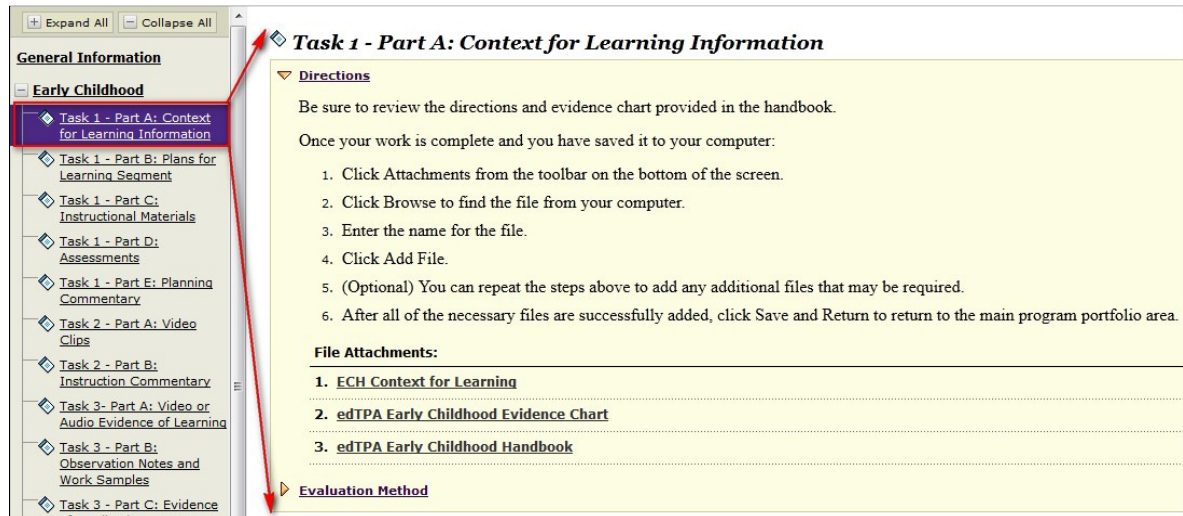 Expand All Collapse All
General Information
Early Childhood
Task 1 - Part A: Context
for Learning Information
Task 1 - Part B: Plans for
Learning Segment
Task 1 - Part C:
Instructional Materials
Task 1 - Part D:
Assessments
Task 1 - Part E: Planning
Commentary
Task 2 - Part A: Video
Clips
Task 2 - Part B:
Instruction Commentary
Task 3- Part A: Video or
Audio Evidence of Learning
Task 3 - Part B:
Observation Notes and
Work Samples
Task 3 - Part C: Evidence
Task 1 - Part A: Context for Learning Information
Directions
Be sure to review the directions and evidence chart provided in the handbook.
Once your work is complete and you have saved it to your computer:
1. Click Attachments from the toolbar on the bottom of the screen.
2. Click Browse to find the file from your computer.
3. Enter the name for the file.
4. Click Add File.
5. (Optional) You can repeat the steps above to add any additional files that may be required.
6. After all of the necessary files are successfully added, click Save and Return to return to the main program portfolio area.
File Attachments:
1. ECH Context for Learning
2. edTPA Early Childhood Evidence Chart
3. edTPA Early Childhood Handbook
Evaluation Method